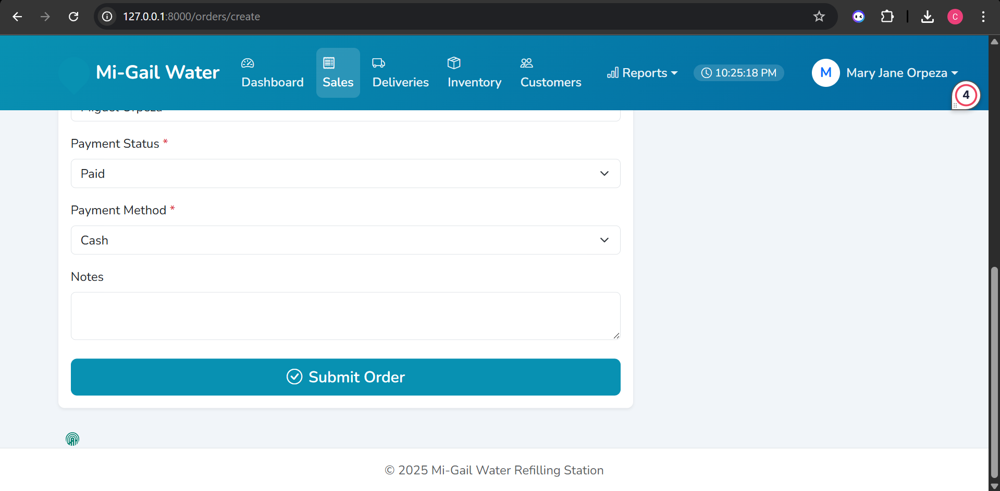 127.0.0.1:8000/orders/create
C
Mi-Gail Water
Dashboard
Sales
Deliveries
Inventory
Customers
Reports
10:25:18 PM
M
Mary Jane Orpeza
4
Miguel Orpeza
Payment Status *
Paid
Payment Method *
Cash
Notes
Submit Order
© 2025 Mi-Gail Water Refilling Station